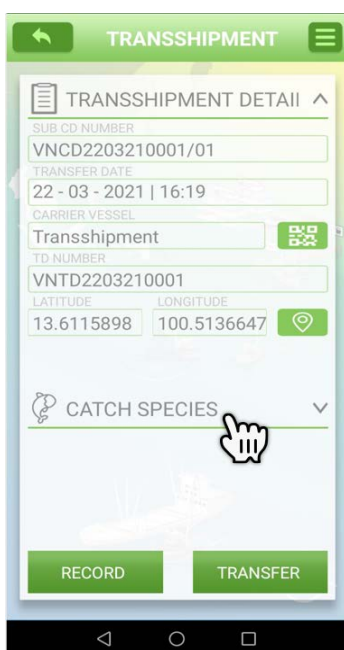 TRANSSHIPMENT
TRANSSHIPMENT DETAIl
SUB CD NUMBER
VNCD2203210001/01
TRANSFER DATE
22 - 03 - 2021 | 16:19
CARRIER VESSEL
Transshipment
TD NUMBER
VNTD2203210001
LATITUDE LONGITUDE
13.6115898 100.5136647
CATCH SPECIES
RECORD TRANSFER